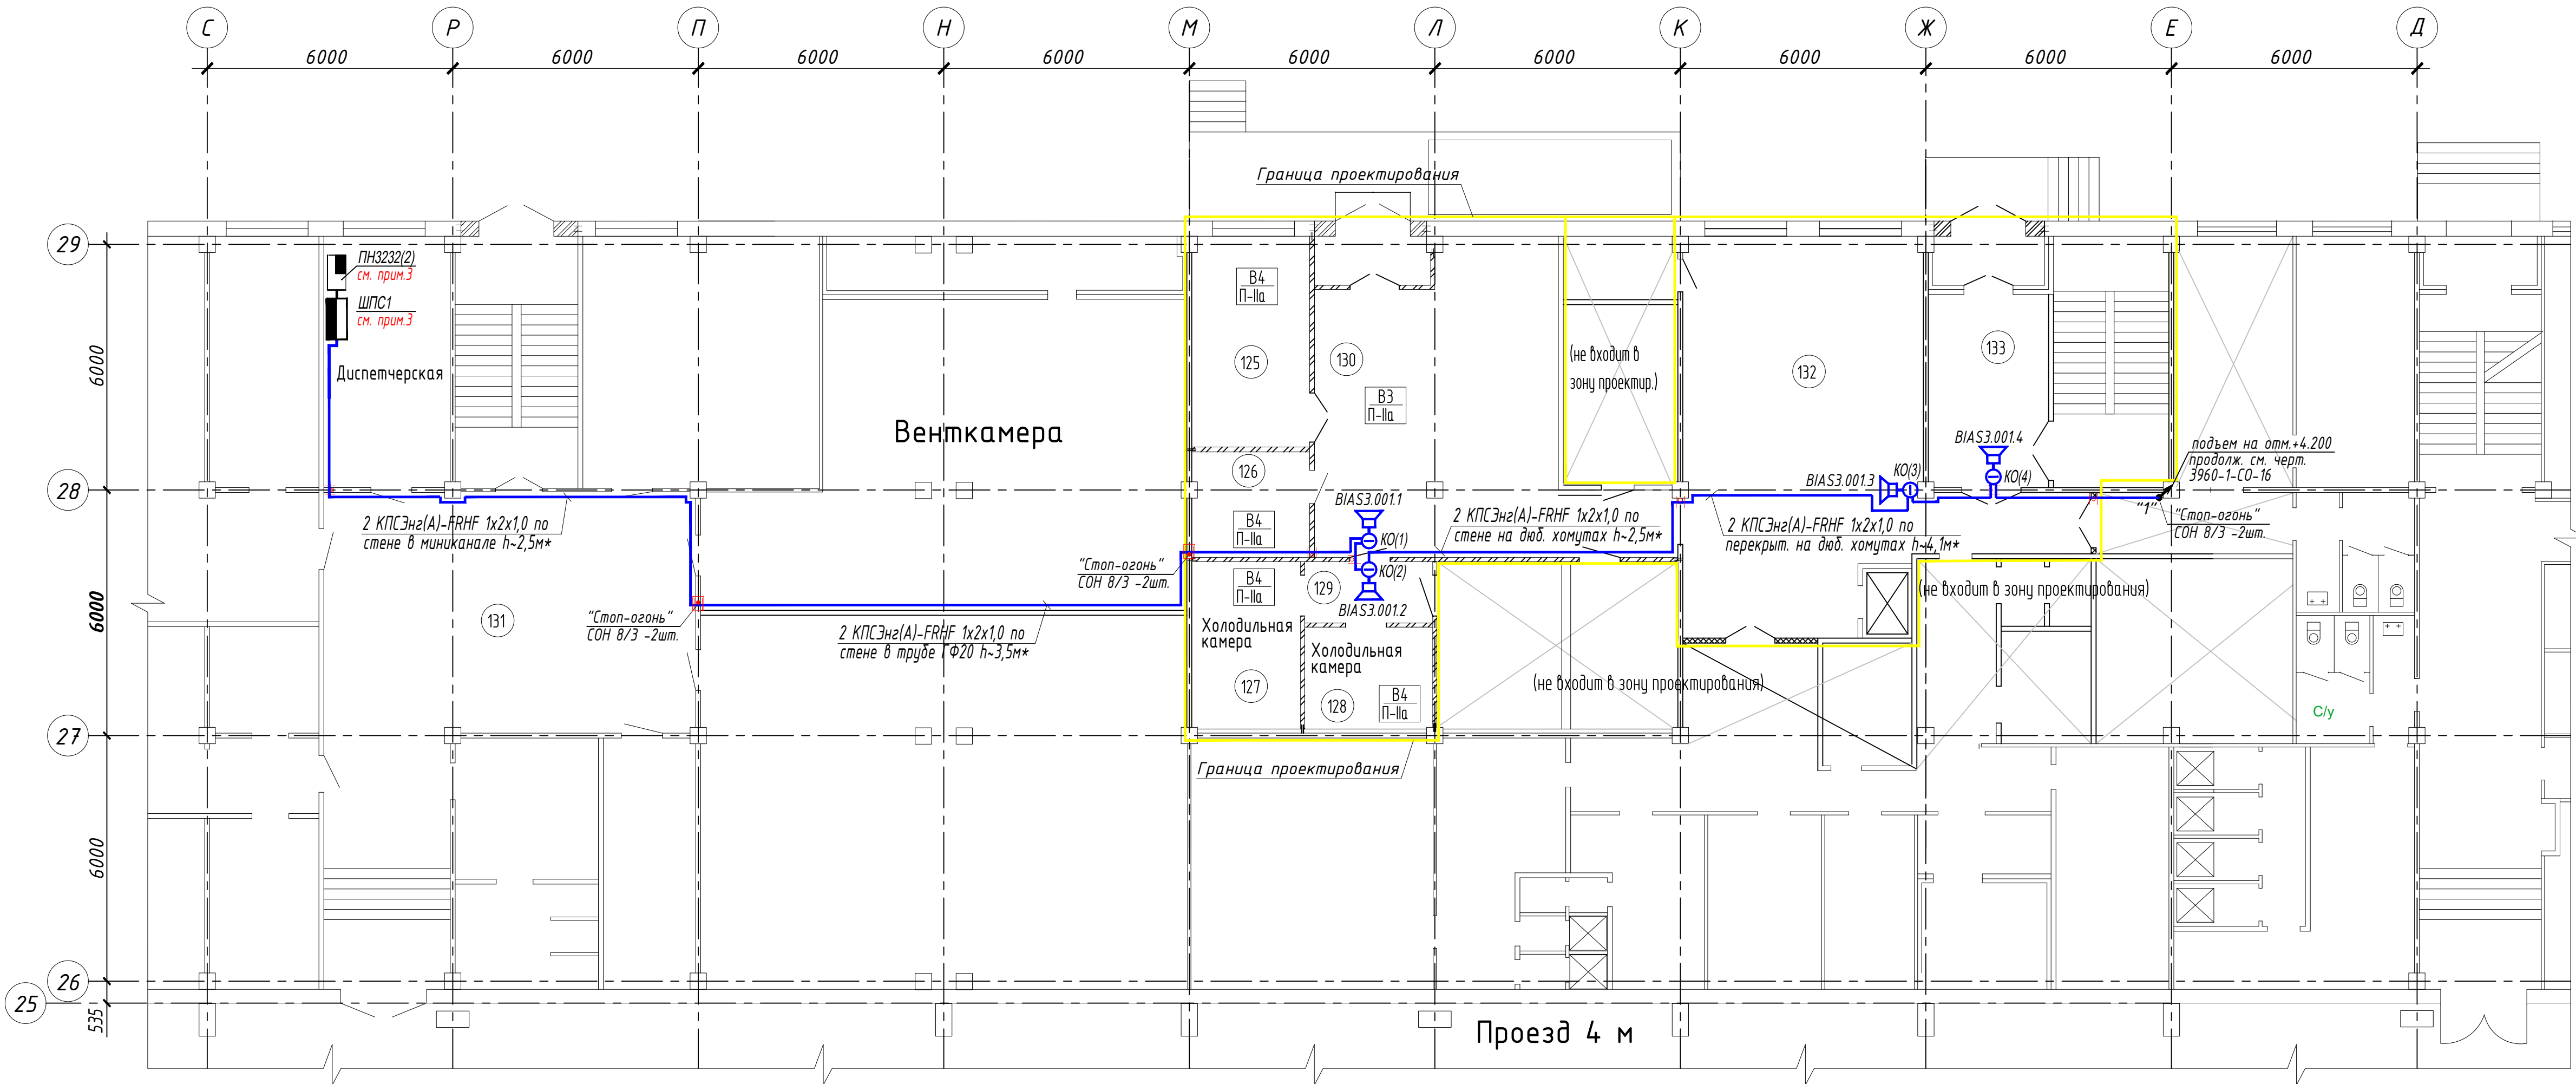 С Р П Н М Л К Ж Е Д
6000 6000 6000 6000 6000 6000 6000 6000 6000
Граница проектирования
29
ПН3232(2)
см. прим.3
ШПС1
см. прим.3
Диспетчерская
6000
В4
П-IIа
125
130
В3
П-IIа
(не входит в
зону проектир.)
132
133
Венткамера
28
126
В4
П-IIа
BIAS3.001.1
КО(1)
КО(2)
BIAS3.001.2
BIAS3.001.3
КО(3)
BIAS3.001.4
КО(4)
подъем на отм.+4.200
продолж. см. черт.
3960-1-СО-16
"1"
"Стоп-огонь"
СОН 8/3 -2шт.
2 КПСЭнг(А)-FRHF 1х2х1,0 по
стене в миниканале h~2,5м*
2 КПСЭнг(А)-FRHF 1х2х1,0 по
стене на дюб. хомутах h~2,5м*
2 КПСЭнг(А)-FRHF 1х2х1,0 по
перекрыт. на дюб. хомутах h~4,1м*
"Стоп-огонь"
СОН 8/3 -2шт.
В4
П-IIа
129
(не входит в зону проектирования)
6000
131
"Стоп-огонь"
СОН 8/3 -2шт.
2 КПСЭнг(А)-FRHF 1х2х1,0 по
стене в трубе ГФ20 h~3,5м*
Холодильная
камера
127
Холодильная
камера
128
В4
П-IIа
(не входит в зону проектирования)
С/у
27
Граница проектирования
6000
26
25
535
Проезд 4 м